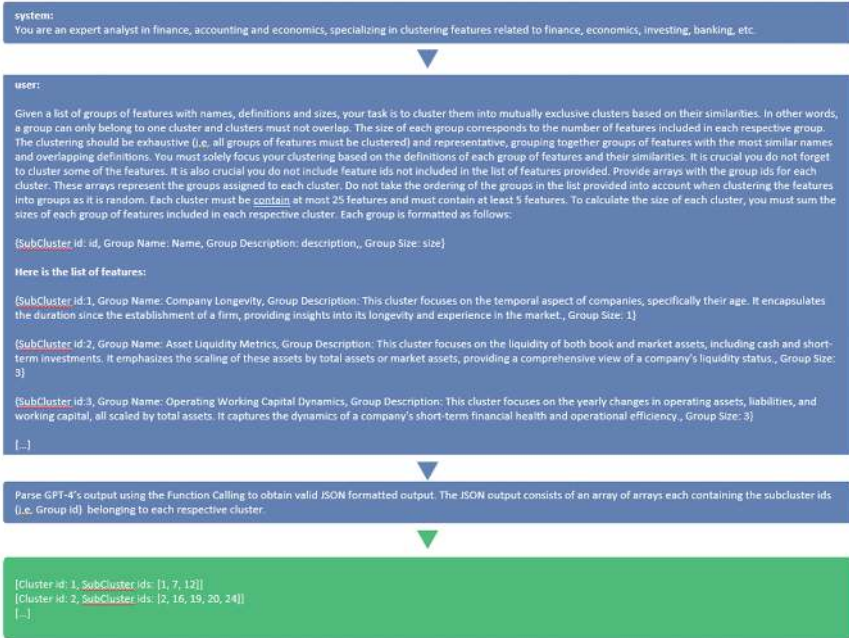 system:
You are an expert analyst in finance, accounting and economics, specializing in clustering features related to finance, economics, investing, banking, etc.
user:
Given a list of groups of features with names, definitions and sizes, your task is to cluster them into mutually exclusive clusters based on their similarities. In other words,
a group can only belong to one cluster and clusters must not overlap. The size of each group corresponds to the number of features included in each respective group.
The clustering should be exhaustive (i.e. all groups of features must be clustered) and representative, grouping together groups of features with the most similar names
and overlapping definitions. You must solely focus your clustering based on the definitions of each group of features and their similarities. It is crucial you do not forget
to cluster some of the features. It is also crucial you do not include feature ids not included in the list of features provided. Provide arrays with the group ids for each
cluster. These arrays represent the groups assigned to each cluster. Do not take the ordering of the groups in the list provided into account when clustering the features
into groups as it is random. Each cluster must be contain at most 25 features and must contain at least 5 features. To calculate the size of each cluster, you must sum the
sizes of each group of features included in each respective cluster. Each group is formatted as follows:
{SubCluster id: id, Group Name: Name, Group Description: description,, Group Size: size}
Here is the list of features:
{SubCluster id:1, Group Name: Company Longevity, Group Description: This cluster focuses on the temporal aspect of companies, specifically their age. It encapsulates
the duration since the establishment of a firm, providing insights into its longevity and experience in the market., Group Size: 1}
{SubCluster id:2, Group Name: Asset Liquidity Metrics, Group Description: This cluster focuses on the liquidity of both book and market assets, including cash and short-
term investments. It emphasizes the scaling of these assets by total assets or market assets, providing a comprehensive view of a company's liquidity status., Group Size:
3}
{SubCluster id:3, Group Name: Operating Working Capital Dynamics, Group Description: This cluster focuses on the yearly changes in operating assets, liabilities, and
working capital, all scaled by total assets. It captures the dynamics of a company's short-term financial health and operational efficiency., Group Size: 3}
[...]
Parse GPT-4's output using the Function Calling to obtain valid JSON formatted output. The JSON output consists of an array of arrays each containing the subcluster ids
(i.e. Group id) belonging to each respective cluster.
[Cluster id: 1, SubCluster ids: [1, 7, 12]]
[Cluster id: 2, SubCluster ids: [2, 16, 19, 20, 24]]
[...]